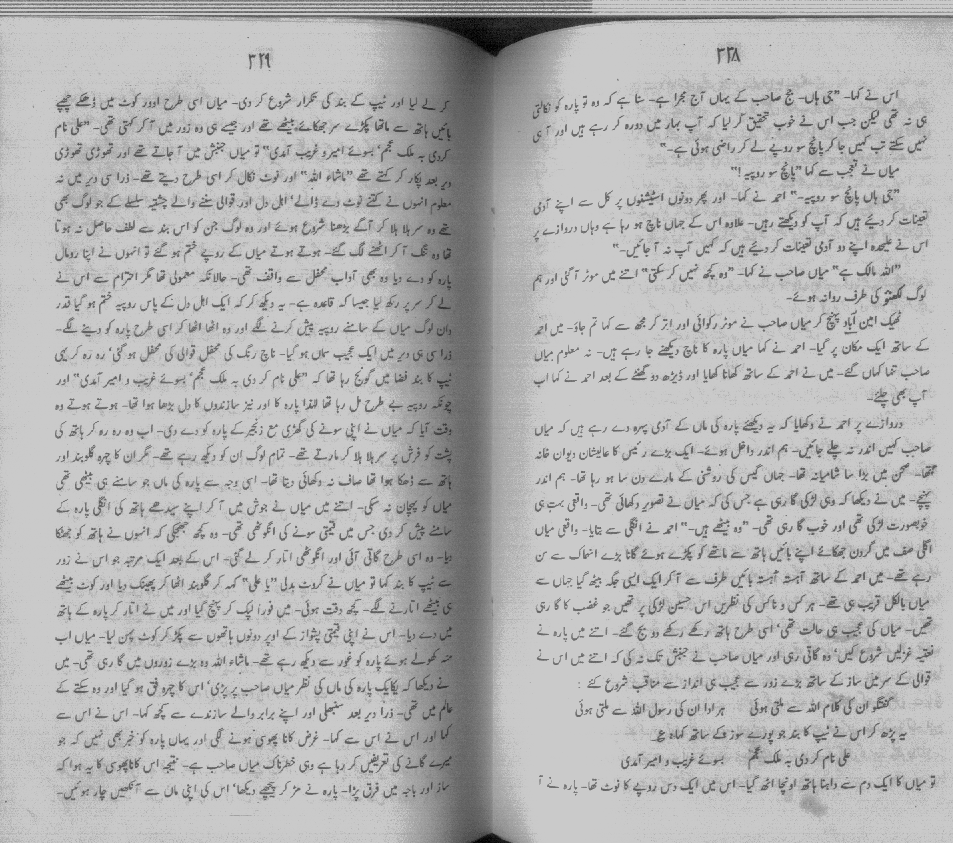 ۳۲۸
اس نے کہا۔ "جی ہاں۔ جج صاحب کے یہاں آج مجرا ہے۔ سنا ہے کہ وہ تو پارہ کو نکالتی
ہی نہ تھی لیکن جب اس نے خوب تحقیق کر لیا کہ آپ بہار میں دورہ کر رہے ہیں اور آ ہی
نہیں سکتے تب کہیں جا کر پانچ سو روپے لے کر راضی ہوئی ہے۔"
میاں نے تعجب سے کہا "پانچ سو روپیہ!"
"جی ہاں پانچ سو روپیہ۔" احمد نے کہا۔ اور پھر دونوں اسٹیشنوں پر کل سے اپنے آدمی
تعینات کر دیئے ہیں کہ آپ کو دیکھتے رہیں۔ علاوہ اس کے جہاں ناچ ہو رہا ہے وہاں دروازے پر
اس نے علیحدہ اپنے دو آدمی تعینات کر دیئے ہیں کہ کہیں آپ نہ آ جائیں۔"
"اللہ مالک ہے" میاں صاحب نے کہا۔ "وہ کچھ نہیں کر سکتی" اتنے میں موٹر آ گئی اور ہم
لوگ لکھنؤ کی طرف روانہ ہوئے۔
ٹھیک امین آباد پہنچ کر میاں صاحب نے موٹر رکوائی اور اتر کر مجھ سے کہا تم جاؤ۔ میں احمد
کے ساتھ ایک مکان پر گیا۔ احمد نے کہا میاں پارہ کا ناچ دیکھنے جا رہے ہیں۔ نہ معلوم میاں
صاحب تنہا کہاں گئے۔ میں نے احمد کے ساتھ کھانا کھایا اور ڈیڑھ دو گھنٹے کے بعد احمد نے کہا اب
آپ بھی چلئے۔
دروازے پر احمد نے دکھایا کہ یہ دیکھئے پارہ کی ماں کے آدمی پہرہ دے رہے ہیں کہ میاں
صاحب کہیں اندر نہ چلے جائیں۔ ہم اندر داخل ہوئے۔ ایک بڑے رئیس کا عالیشان دیوان خانہ
تھا۔ صحن میں بڑا سا شامیانہ تھا۔ جہاں گیس کی روشنی کے مارے دن سا ہو رہا تھا۔ ہم اندر
پہنچے۔ میں نے دیکھا کہ وہی لڑکی گا رہی ہے جس کی کہ میاں نے تصویر دکھائی تھی۔ واقعی بہت ہی
خوبصورت لڑکی تھی اور خوب گا رہی تھی۔ "وہ بیٹھے ہیں۔" احمد نے انگلی سے بتایا۔ واقعی میاں
اگلی صف میں گردن جھکائے اپنے بائیں ہاتھ سے ماتھے کو پکڑے ہوئے گانا بڑے انہماک سے سن
رہے تھے۔ میں احمد کے ساتھ آہستہ آہستہ بائیں طرف سے آ کر ایک ایسی جگہ بیٹھ گیا جہاں سے
میاں بالکل قریب ہی تھے۔ ہر کس و ناکس کی نظریں اس حسین لڑکی پر تھیں جو غضب کا گا رہی
تھیں۔ میاں کی عجیب ہی حالت تھی، اسی طرح ہاتھ رکھے رکھے دو بج گئے۔ اتنے میں پارہ نے
نعتیہ غزلیں شروع کیں، وہ گاتی رہی اور میاں صاحب نے جنبش تک نہ کی کہ اتنے میں اس نے
قوالی کے سر میں ساز کے ساتھ بڑے زور سے عجیب ہی انداز سے مناقب شروع کئے :
گفتگو ان کی کلام اللہ سے ملتی ہوئی ہر ادا ان کی رسول اللہ سے ملتی ہوئی
یہ پڑھ کر اس نے ٹیپ کا بند جو پورے سوز کے ساتھ کہا وہ یہ
علی نام کر دی بہ ملک عجم بسوئے غریب و امیر آمدی
تو میاں کا ایک دم سے داہنا ہاتھ اونچا اٹھ گیا۔ اس میں ایک دس روپے کا نوٹ تھا۔ پارہ نے آ
۳۲۹
کر لے لیا اور ٹیپ کے بند کی تکرار شروع کر دی۔ میاں اسی طرح اوور کوٹ میں ڈھکے چھپے
بائیں ہاتھ سے ماتھا پکڑے سر جھکائے بیٹھے تھے اور جیسے ہی وہ زور میں آ کر کہتی تھی۔ "علی نام
کر دی بہ ملک عجم، بسوئے امیر و غریب آمدی" تو میاں جنبش میں آ جاتے تھے اور تھوڑی تھوڑی
دیر بعد پکار کر کہتے تھے "ماشاء اللہ" اور نوٹ نکال کر اسی طرح دیتے تھے۔ ذرا سی دیر میں نہ
معلوم انہوں نے کتنے نوٹ دے ڈالے، اہل دل اور قوالی سننے والے چشتیہ سلسلے کے جو لوگ بھی
تھے وہ سر ہلا ہلا کر آگے بڑھنا شروع ہوئے اور وہ لوگ جن کو اس بند سے لطف حاصل نہ ہوتا
تھا وہ تنگ آ کر اٹھنے لگ گئے۔ ہوتے ہوتے میاں کے روپے ختم ہو گئے تو انہوں نے اپنا رومال
پارہ کو دے دیا وہ بھی آداب محفل سے واقف تھی۔ حالانکہ معمولی تھا مگر احترام سے اس نے
لے کر سر پر رکھ لیا جیسا کہ قاعدہ ہے۔ یہ دیکھ کر کہ ایک اہل دل کے پاس روپیہ ختم ہو گیا قدر
دان لوگ میاں کے سامنے روپیہ پیش کرنے لگے اور وہ اٹھا اٹھا کر اسی طرح پارہ کو دینے لگے۔
ذرا سی ہی دیر میں ایک عجیب سماں ہو گیا۔ ناچ رنگ کی محفل قوالی کی محفل ہو گئی، رہ رہ کر یہی
ٹیپ کا بند فضا میں گونج رہا تھا کہ "علی نام کر دی بہ ملک عجم، بسوئے غریب و امیر آمدی" اور
چونکہ روپیہ بے طرح مل رہا تھا لہٰذا پارہ کا اور نیز سازندوں کا دل بڑھا ہوا تھا۔ ہوتے ہوتے وہ
وقت آیا کہ میاں نے اپنی سونے کی گھڑی مع زنجیر کے پارہ کو دے دی۔ اب وہ رہ رہ کر ہاتھ کی
پشت کو فرش پر سر ہلا ہلا کر مارتے تھے۔ تمام لوگ ان کو دیکھ رہے تھے۔ مگر ان کا چہرہ گلوبند اور
ہاتھ سے ڈھکا ہوا تھا صاف نہ دکھائی دیتا تھا۔ اسی وجہ سے پارہ کی ماں جو سامنے ہی بیٹھی تھی
میاں کو پہچان نہ سکی۔ اتنے میں میاں نے جوش میں آ کر اپنے سیدھے ہاتھ کی انگلی پارہ کے
سامنے پیش کر دی جس میں قیمتی سونے کی انگوٹھی تھی۔ وہ کچھ جھجکی کہ انہوں نے ہاتھ کو جھٹکا
دیا۔ وہ اسی طرح گاتی آئی اور انگوٹھی اتار کر لے گئی۔ اس کے بعد ایک مرتبہ جو اس نے زور
سے ٹیپ کا بند کہا تو میاں نے کروٹ بدلی "یا علی" کہہ کر گلوبند اٹھا کر پھینک دیا اور کوٹ بیٹھے
ہی بیٹھے اتارنے لگے۔ کچھ دقت ہوئی۔ میں فوراً لپک کر پہنچ گیا اور میں نے اتار کر پارہ کے ہاتھ
میں دے دیا۔ اس نے اپنی قیمتی پشواز کے اوپر دونوں ہاتھوں سے پکڑ کر کوٹ پہن لیا۔ میاں اب
منہ کھولے ہوئے پارہ کو غور سے دیکھ رہے تھے۔ ماشاء اللہ وہ بڑے زوروں میں گا رہی تھی۔ میں
نے دیکھا کہ یکایک پارہ کی ماں کی نظر میاں صاحب پر پڑی، اس کا چہرہ فق ہو گیا اور وہ سکتے کے
عالم میں تھی۔ ذرا دیر بعد سنبھلی اور اپنے برابر والے سازندے سے کچھ کہا۔ اس نے اس سے
کہا اور اس نے اس سے کہا۔ غرض کانا پھوسی ہونے لگی اور یہاں پارہ کو خبر بھی نہیں کہ جو
میرے گانے کی تعریفیں کر رہا ہے وہی خطرناک میاں صاحب ہے۔ نتیجہ اس کاناپھوسی کا یہ ہوا کہ
ساز اور باجہ میں فرق پڑا۔ پارہ نے مڑ کر پیچھے دیکھا، اس کی اپنی ماں سے آنکھیں چار ہوئیں۔